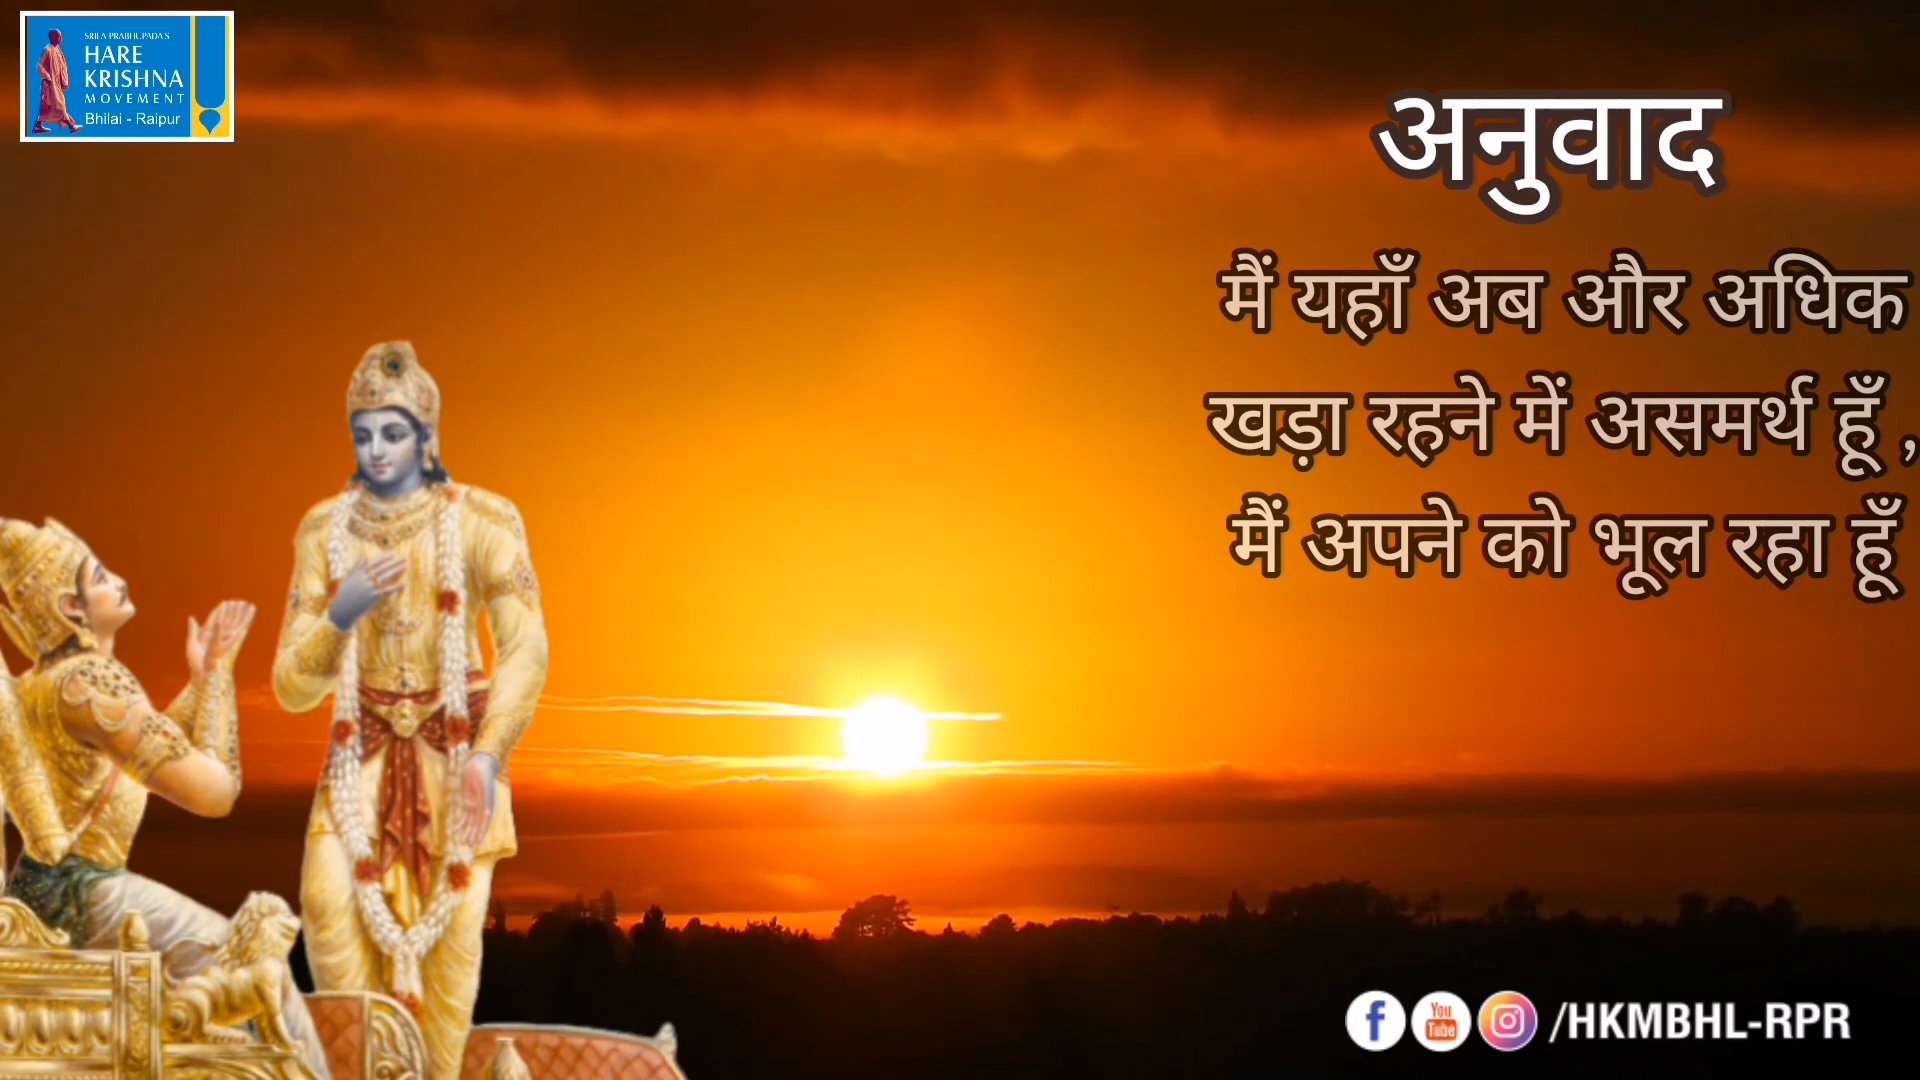 SRILA PRABHUPADA'S
HARE
KRISHNA
MOVEMENT
Bhilai - Raipur
अनुवाद
मैं यहाँ अब और अधिक
खड़ा रहने में असमर्थ हूँ ,
मैं अपने को भूल रहा हूँ
You
Tube
/HKMBHL-RPR